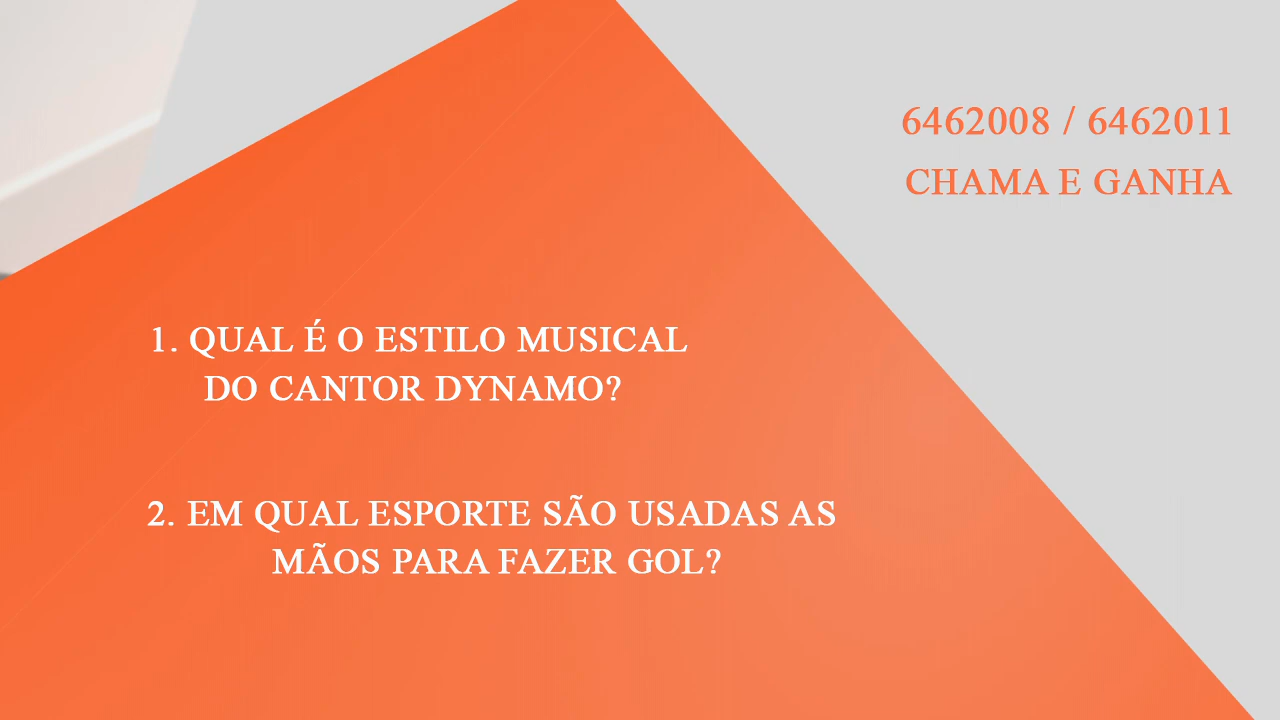 6462008 / 6462011
CHAMA E GANHA
1. QUAL É O ESTILO MUSICAL
DO CANTOR DYNAMO?
2. EM QUAL ESPORTE SÃO USADAS AS
MÃOS PARA FAZER GOL?